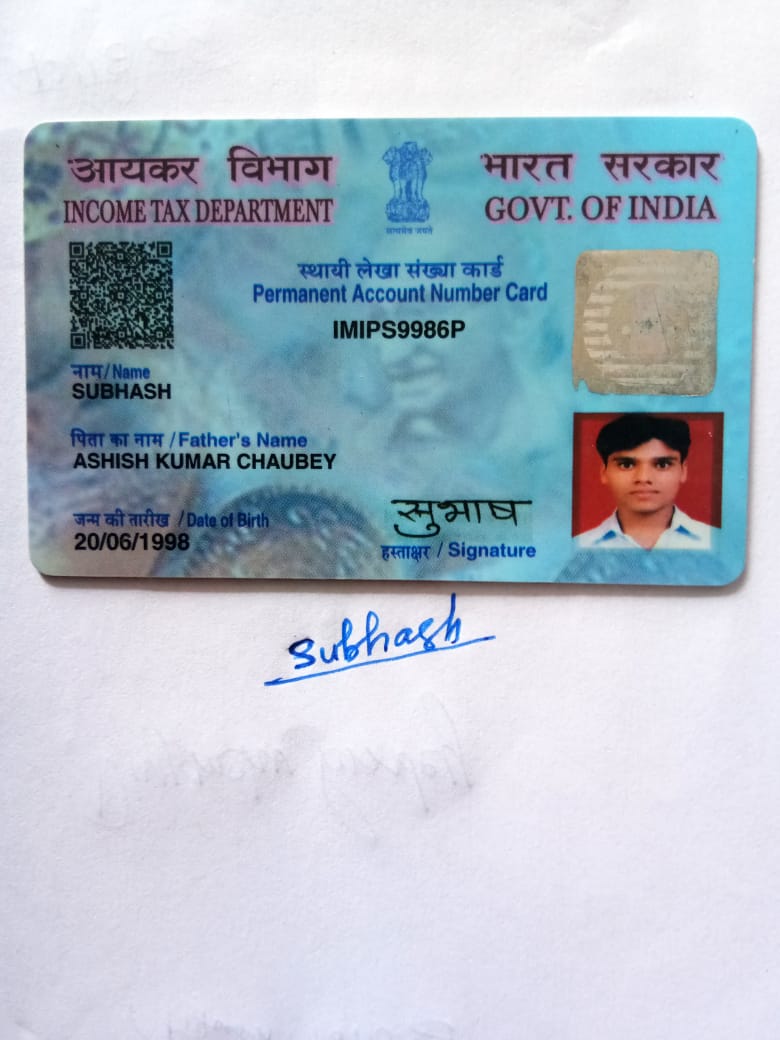 आयकर विभाग
INCOME TAX DEPARTMENT
सत्यमेव जयते
भारत सरकार
GOVT. OF INDIA
स्थायी लेखा संख्या कार्ड
Permanent Account Number Card
IMIPS9986P
नाम/Name
SUBHASH
पिता का नाम /Father's Name
ASHISH KUMAR CHAUBEY
जन्म की तारीख /Date of Birth
20/06/1998
सुभाष
हस्ताक्षर / Signature
Subhash